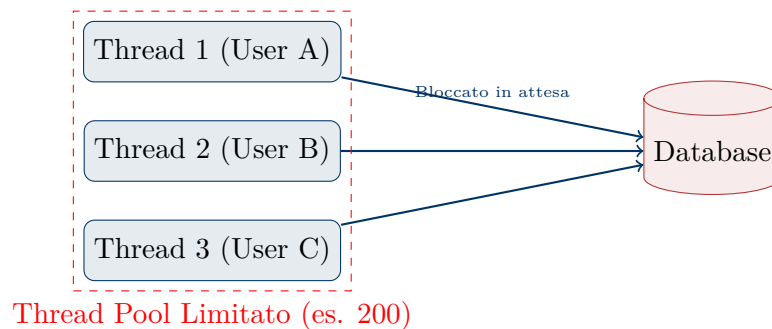 Thread 1 (User A)
Bloccato in attesa
Thread 2 (User B)
Database
Thread 3 (User C)
Thread Pool Limitato (es. 200)